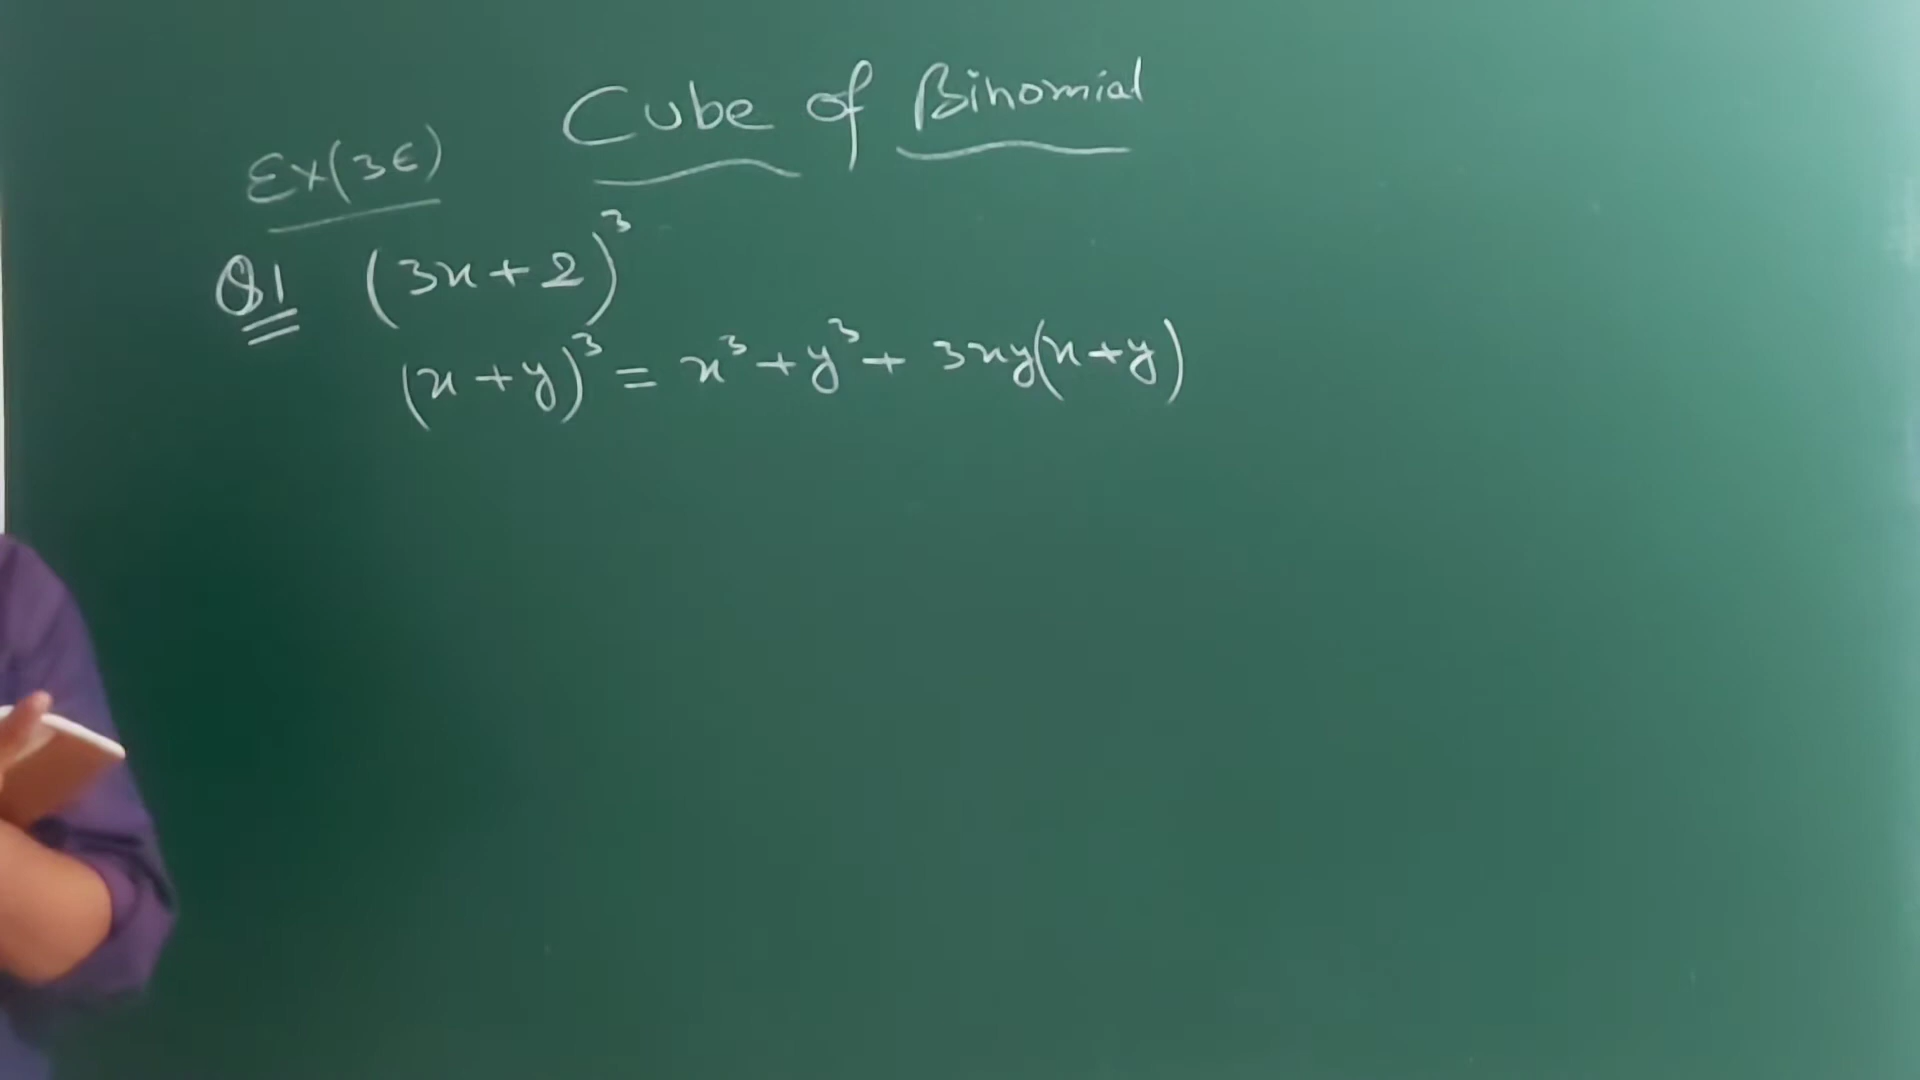 Cube of Binomial
Ex(3E)
Q1 (3x+2)³
(x+y)³ = x³+y³+ 3xy(x+y)